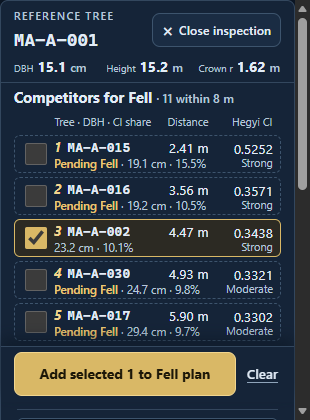 REFERENCE TREE
MA-A-001
× Close inspection
DBH 15.1 cm Height 15.2 m Crown r 1.62 m
Competitors for Fell · 11 within 8 m
Tree · DBH · CI share Distance Hegyi CI
1 MA-A-015 2.41 m 0.5252
Pending Fell · 19.1 cm · 15.5% Strong
2 MA-A-016 3.56 m 0.3571
Pending Fell · 19.2 cm · 10.5% Strong
3 MA-A-002 4.47 m 0.3438
23.2 cm · 10.1% Strong
4 MA-A-030 4.93 m 0.3321
Pending Fell · 24.7 cm · 9.8% Moderate
5 MA-A-017 5.90 m 0.3302
Pending Fell · 29.4 cm · 9.7% Moderate
Add selected 1 to Fell plan Clear